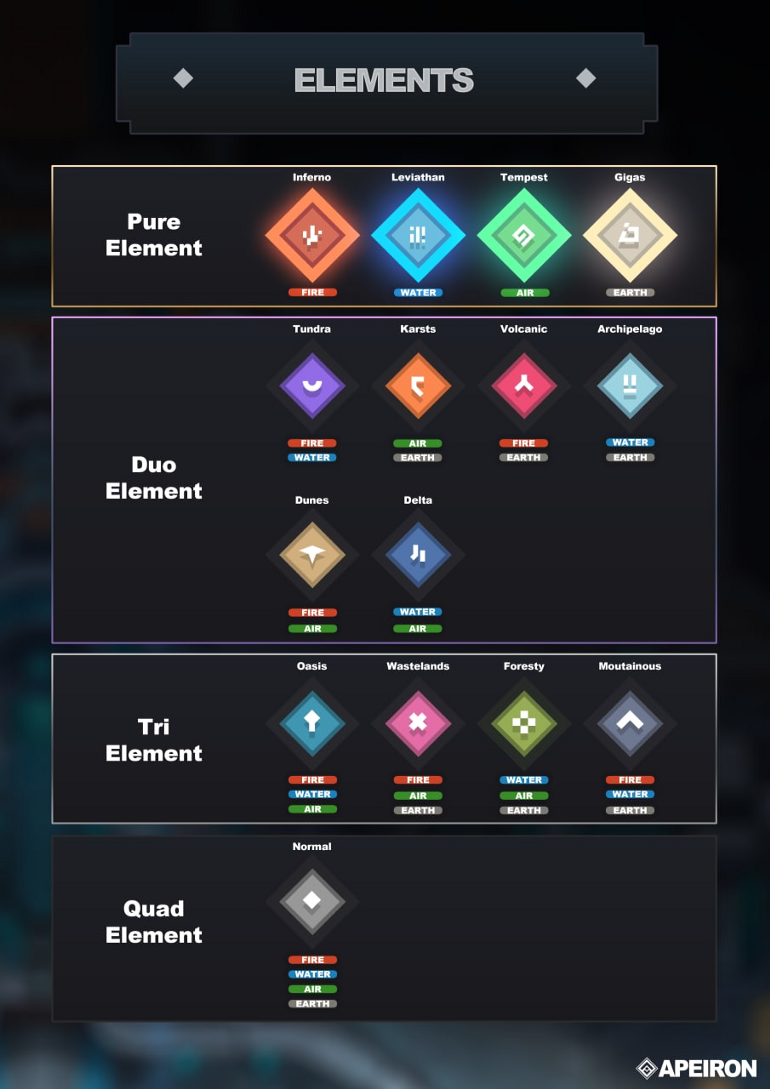 ELEMENTS
Pure
Element
Inferno Leviathan Tempest Gigas
FIRE WATER AIR EARTH
Duo
Element
Tundra Karsts Volcanic Archipelago
FIRE AIR FIRE WATER
WATER EARTH EARTH EARTH
Dunes Delta
FIRE WATER
AIR AIR
Tri
Element
Oasis Wastelands Foresty Moutainous
FIRE FIRE WATER FIRE
WATER AIR AIR WATER
AIR EARTH EARTH EARTH
Quad
Element
Normal
FIRE
WATER
AIR
EARTH
APEIRON